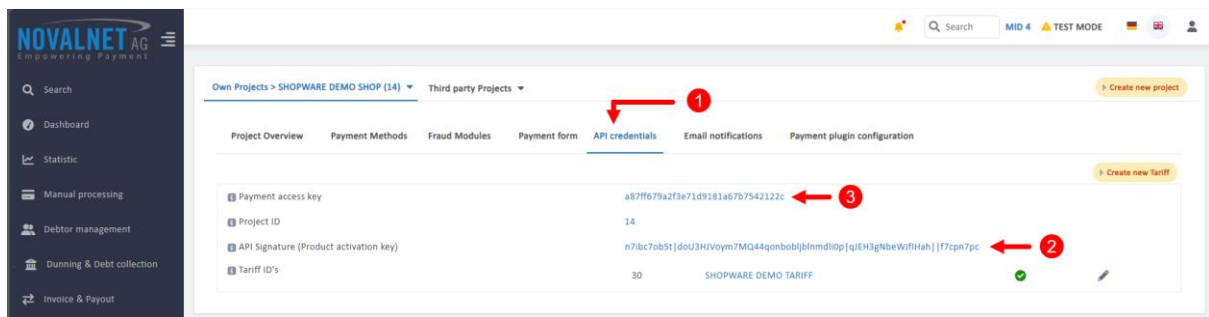 NOVALNET AG
Empowering Payment
Search
MID 4
TEST MODE
Search
Dashboard
Statistic
Manual processing
Debtor management
Dunning & Debt collection
Invoice & Payout
Own Projects > SHOPWARE DEMO SHOP (14)
Third party Projects
Create new project
1
Project Overview
Payment Methods
Fraud Modules
Payment form
API credentials
Email notifications
Payment plugin configuration
Create new Tariff
Payment access key
a87ff679a2f3e71d9181a67b7542122c
3
Project ID
14
API Signature (Product activation key)
n7ibc7ob5t|doU3HJVoym7MQ44qonbobljblnmdli0p|qJEH3gNbeWJfIHah||f7cpn7pc
2
Tariff ID's
30
SHOPWARE DEMO TARIFF